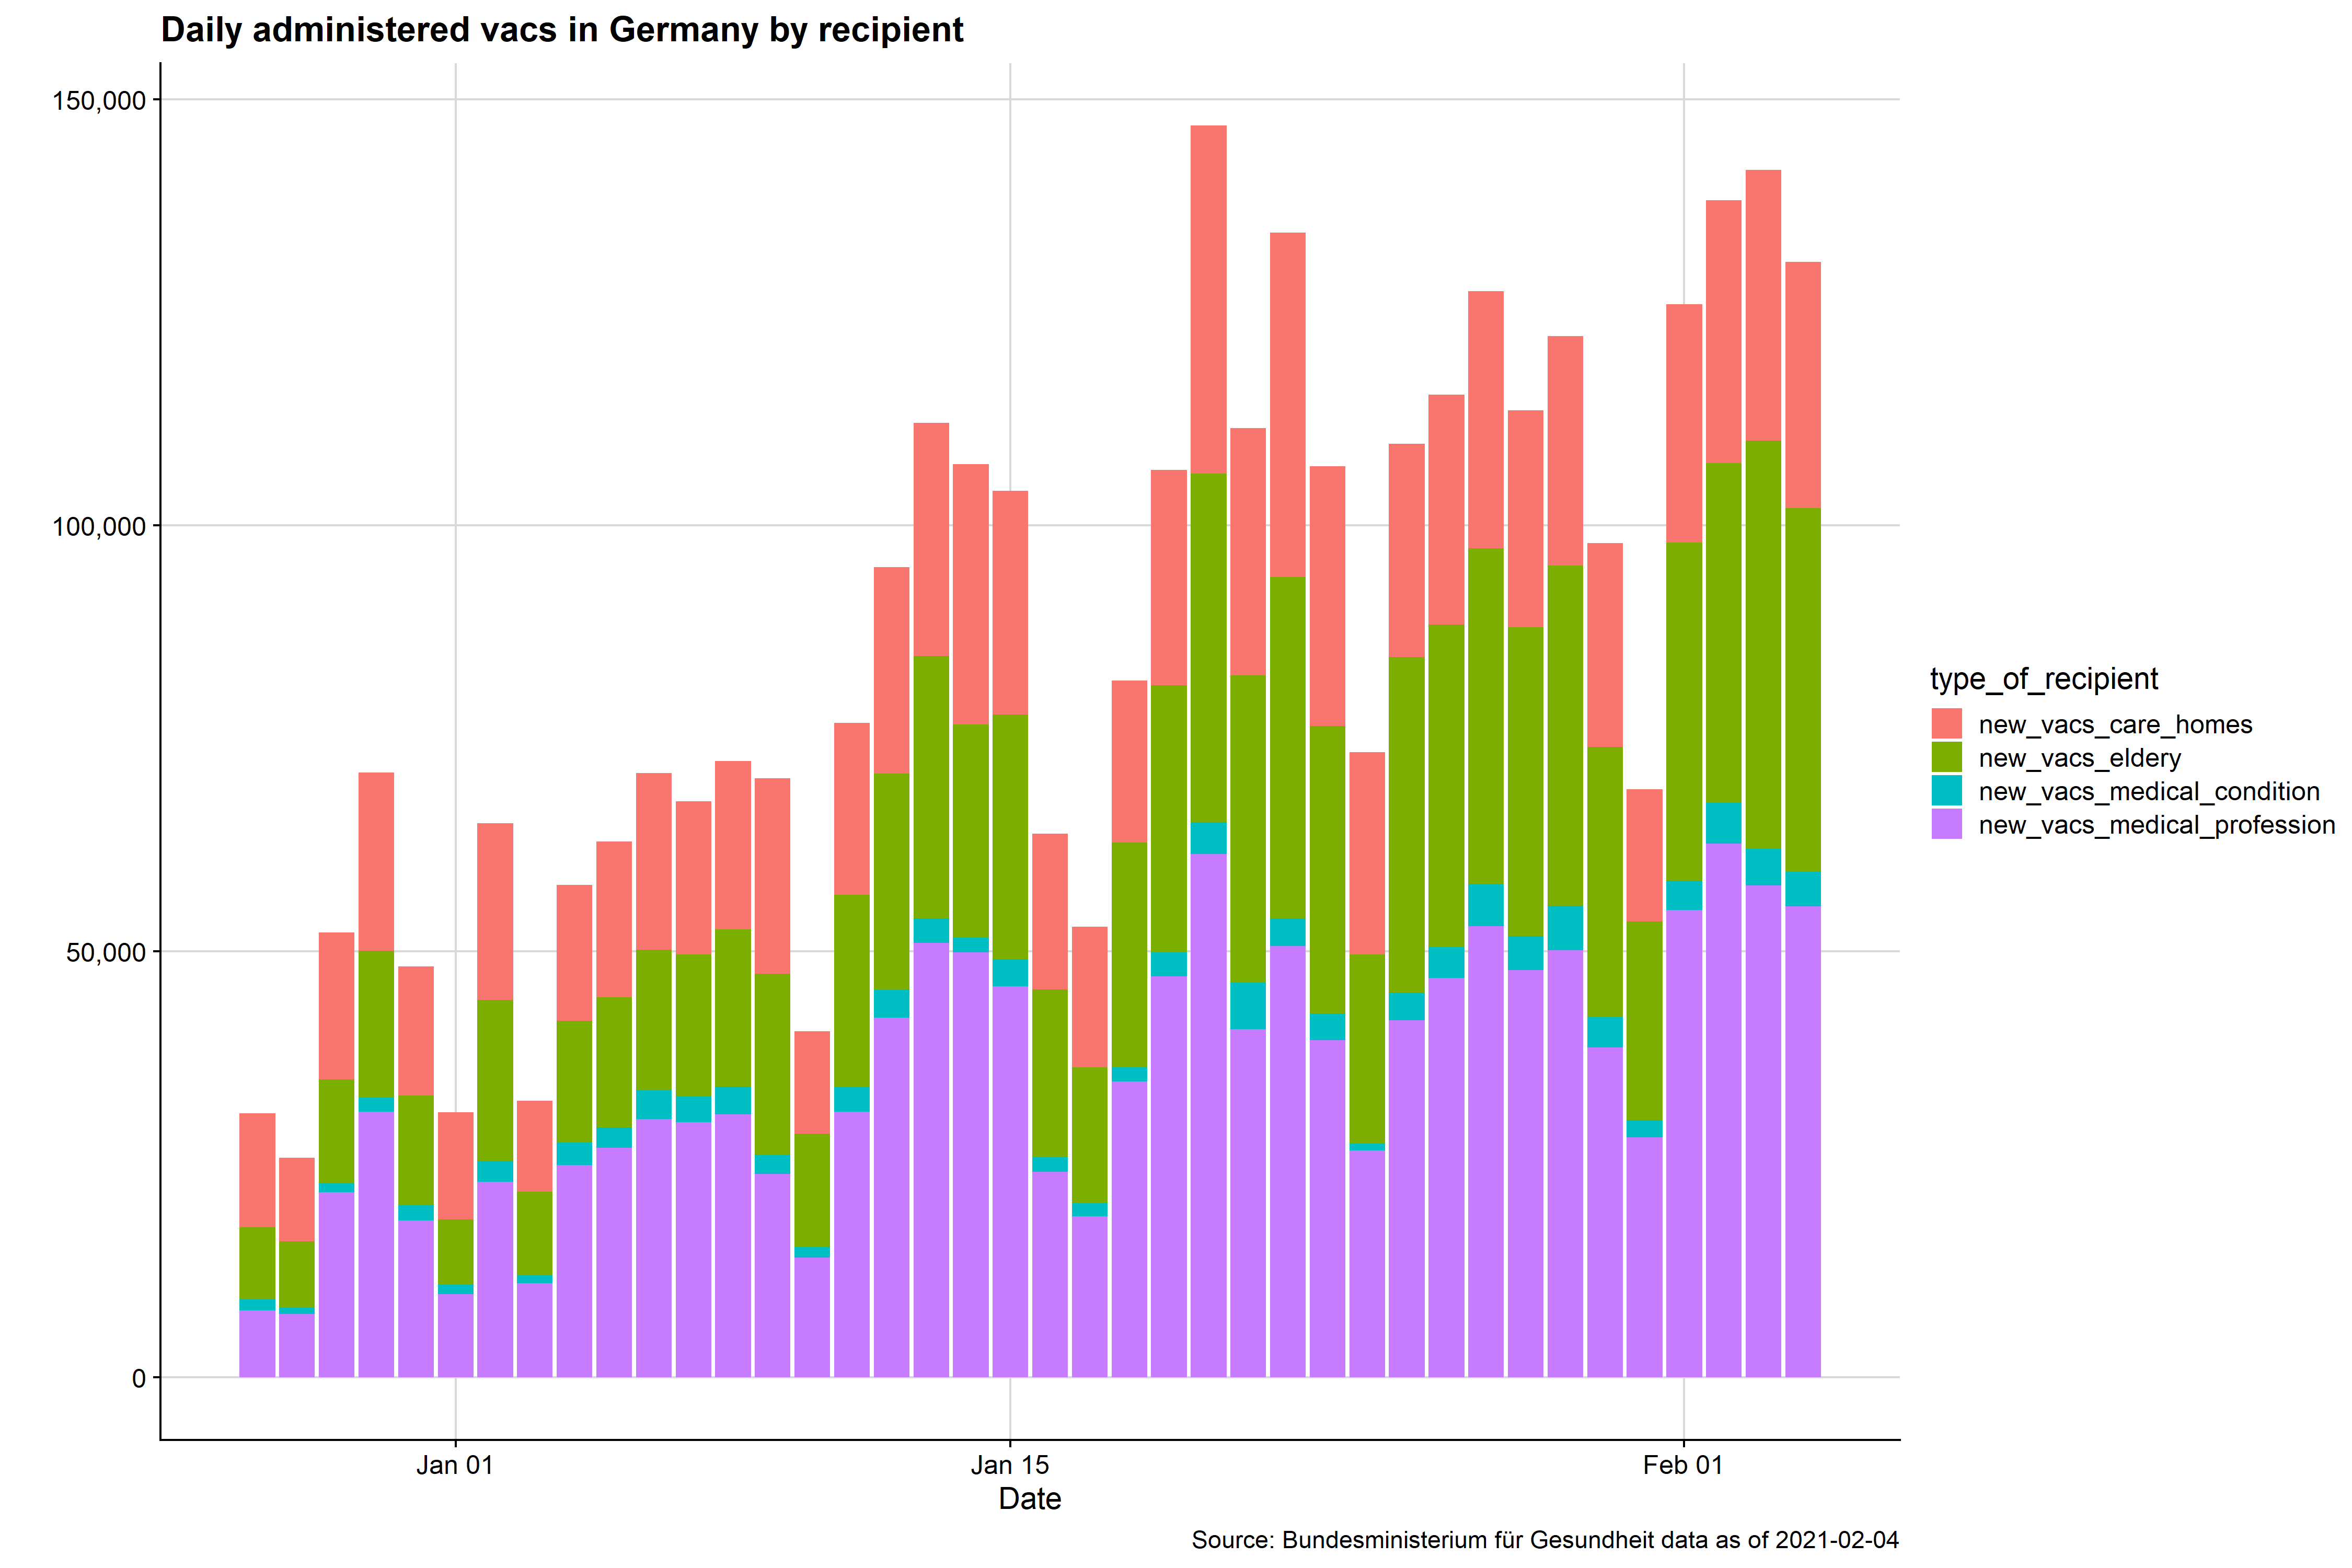 Daily administered vacs in Germany by recipient
150,000
100,000
50,000
0
Jan 01
Jan 15
Feb 01
Date
type_of_recipient
new_vacs_care_homes
new_vacs_eldery
new_vacs_medical_condition
new_vacs_medical_profession
Source: Bundesministerium für Gesundheit data as of 2021-02-04